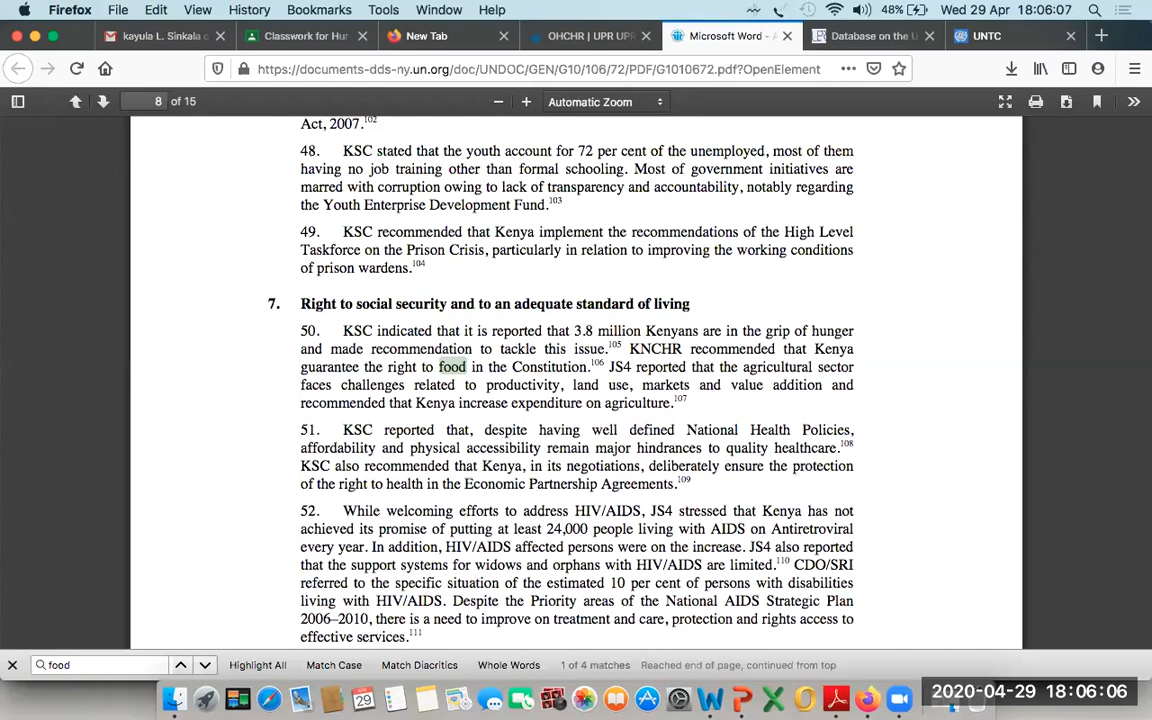 Firefox File Edit View History Bookmarks Tools Window Help 48% Wed 29 Apr 18:06:07
kayula L. Sinkala c Classwork for Hur New Tab OHCHR | UPR UPR Microsoft Word - A Database on the U UNTC
https://documents-dds-ny.un.org/doc/UNDOC/GEN/G10/106/72/PDF/G1010672.pdf?OpenElement
8 of 15 Automatic Zoom
Act, 2007.102
48. KSC stated that the youth account for 72 per cent of the unemployed, most of them
having no job training other than formal schooling. Most of government initiatives are
marred with corruption owing to lack of transparency and accountability, notably regarding
the Youth Enterprise Development Fund.103
49. KSC recommended that Kenya implement the recommendations of the High Level
Taskforce on the Prison Crisis, particularly in relation to improving the working conditions
of prison wardens.104
7. Right to social security and to an adequate standard of living
50. KSC indicated that it is reported that 3.8 million Kenyans are in the grip of hunger
and made recommendation to tackle this issue.105 KNCHR recommended that Kenya
guarantee the right to food in the Constitution.106 JS4 reported that the agricultural sector
faces challenges related to productivity, land use, markets and value addition and
recommended that Kenya increase expenditure on agriculture.107
51. KSC reported that, despite having well defined National Health Policies,
affordability and physical accessibility remain major hindrances to quality healthcare.108
KSC also recommended that Kenya, in its negotiations, deliberately ensure the protection
of the right to health in the Economic Partnership Agreements.109
52. While welcoming efforts to address HIV/AIDS, JS4 stressed that Kenya has not
achieved its promise of putting at least 24,000 people living with AIDS on Antiretroviral
every year. In addition, HIV/AIDS affected persons were on the increase. JS4 also reported
that the support systems for widows and orphans with HIV/AIDS are limited.110 CDO/SRI
referred to the specific situation of the estimated 10 per cent of persons with disabilities
living with HIV/AIDS. Despite the Priority areas of the National AIDS Strategic Plan
2006–2010, there is a need to improve on treatment and care, protection and rights access to
effective services.111
food Highlight All Match Case Match Diacritics Whole Words 1 of 4 matches Reached end of page, continued from top
2020-04-29 18:06:06